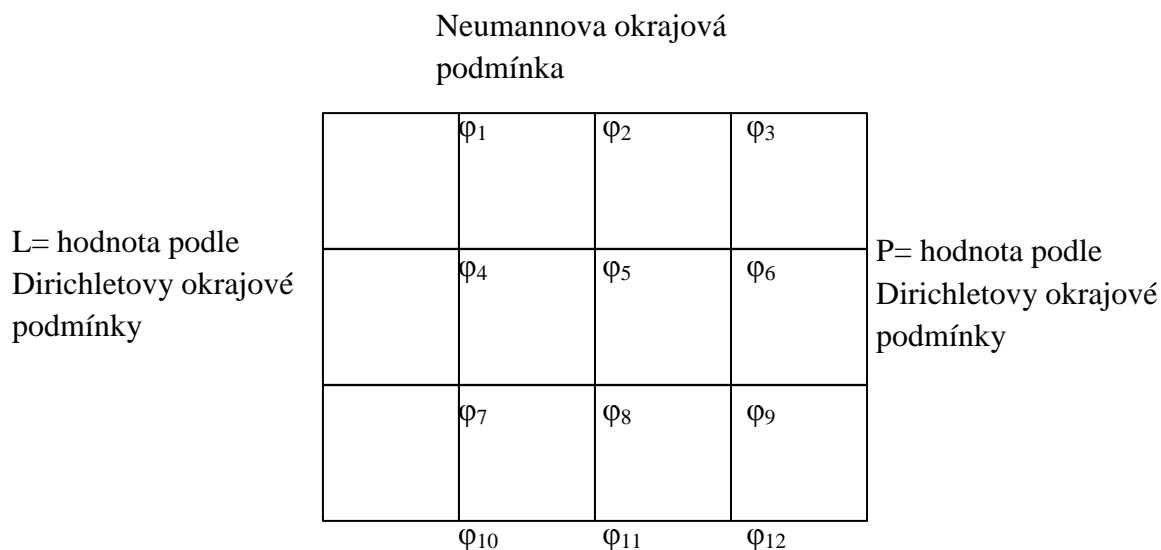 Neumannova okrajová
podmínka
φ1 φ2 φ3
L= hodnota podle
Dirichletovy okrajové
podmínky
φ4 φ5 φ6
P= hodnota podle
Dirichletovy okrajové
podmínky
φ7 φ8 φ9
φ10 φ11 φ12